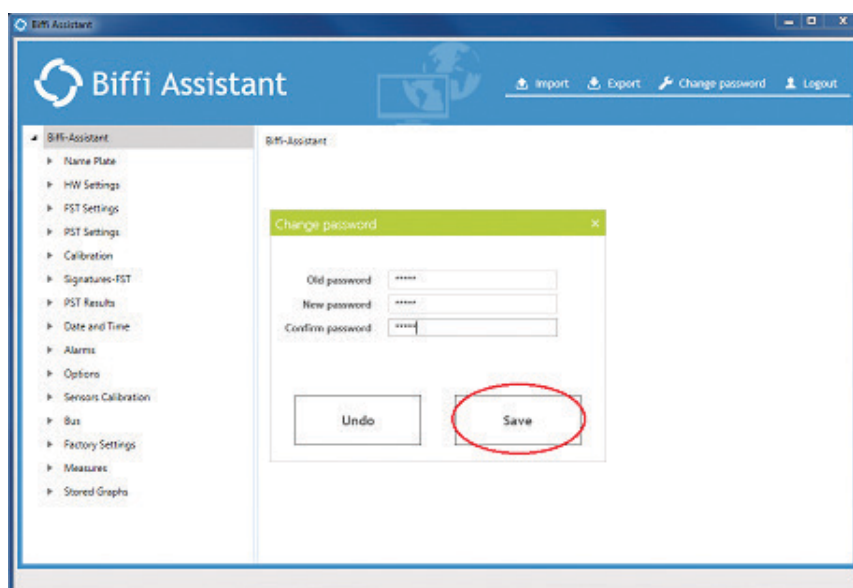 Biffi Assistant
Biffi Assistant
Import Export Change password Logout
Biffi-Assistant
Name Plate
HW Settings
FST Settings
PST Settings
Calibration
Signatures-FST
PST Results
Date and Time
Alarms
Options
Sensors Calibration
Bus
Factory Settings
Measures
Stored Graphs
Biffi-Assistant
Change password
Old password •••••
New password •••••
Confirm password •••••
Undo Save